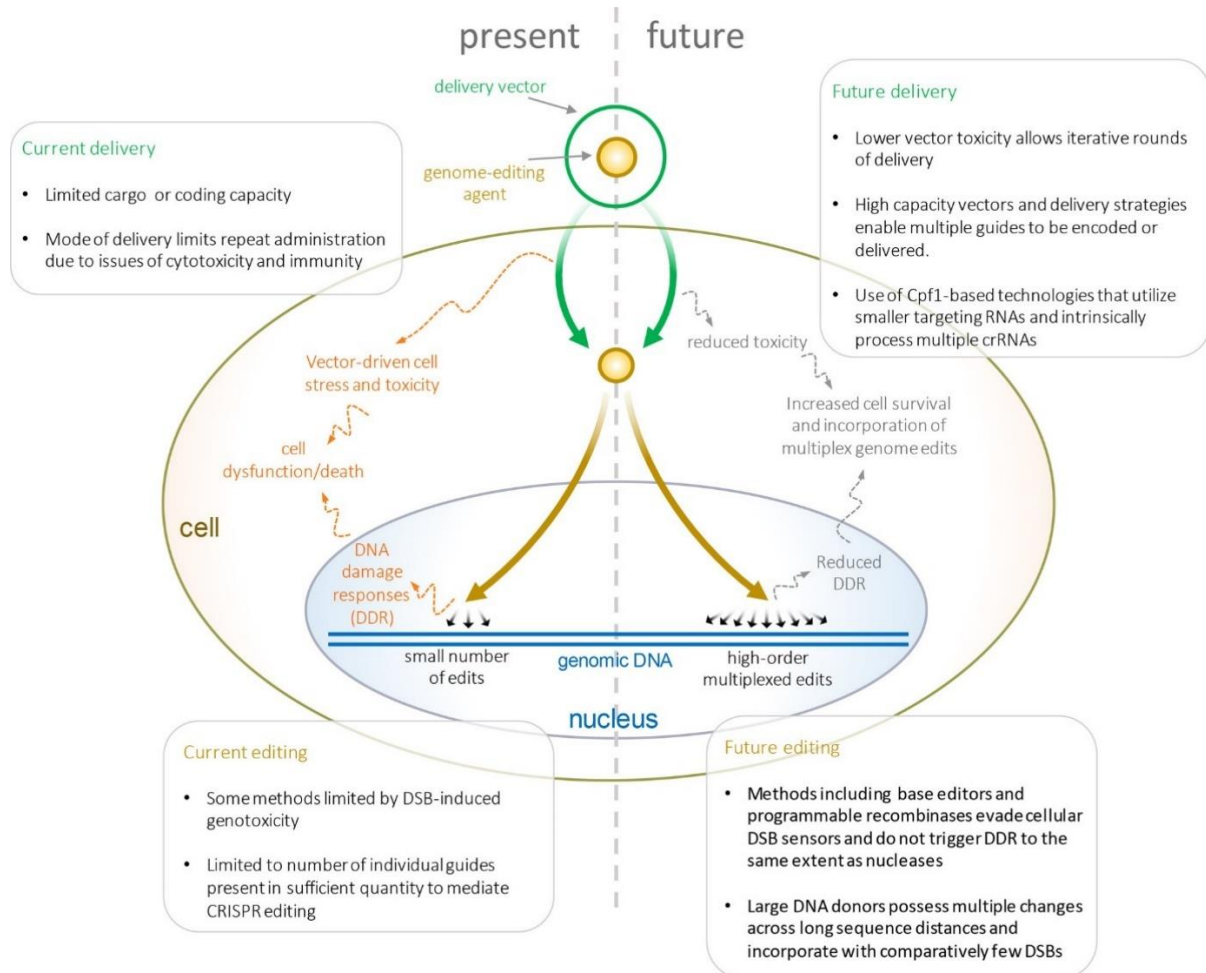 present
future
delivery vector
genome-editing
agent
Current delivery
• Limited cargo or coding capacity
• Mode of delivery limits repeat administration
due to issues of cytotoxicity and immunity
Future delivery
• Lower vector toxicity allows iterative rounds
of delivery
• High capacity vectors and delivery strategies
enable multiple guides to be encoded or
delivered.
• Use of Cpf1-based technologies that utilize
smaller targeting RNAs and intrinsically
process multiple crRNAs
Vector-driven cell
stress and toxicity
cell
dysfunction/death
reduced toxicity
Increased cell survival
and incorporation of
multiplex genome edits
cell
DNA
damage
responses
(DDR)
Reduced
DDR
small number
of edits
genomic DNA
high-order
multiplexed edits
nucleus
Current editing
• Some methods limited by DSB-induced
genotoxicity
• Limited to number of individual guides
present in sufficient quantity to mediate
CRISPR editing
Future editing
• Methods including base editors and
programmable recombinases evade cellular
DSB sensors and do not trigger DDR to the
same extent as nucleases
• Large DNA donors possess multiple changes
across long sequence distances and
incorporate with comparatively few DSBs